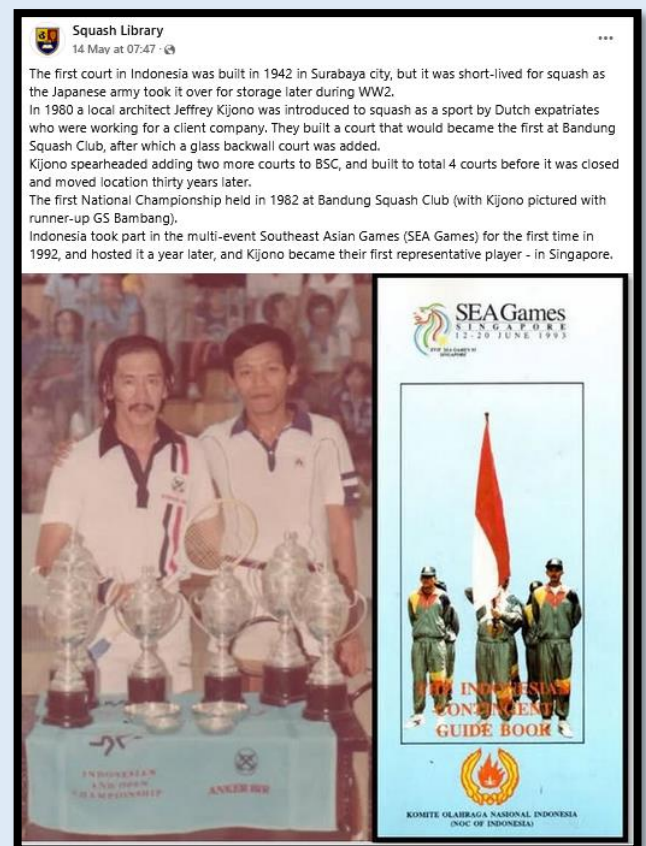 Squash Library
14 May at 07:47 ·
The first court in Indonesia was built in 1942 in Surabaya city, but it was short-lived for squash as
the Japanese army took it over for storage later during WW2.
In 1980 a local architect Jeffrey Kijono was introduced to squash as a sport by Dutch expatriates
who were working for a client company. They built a court that would became the first at Bandung
Squash Club, after which a glass backwall court was added.
Kijono spearheaded adding two more courts to BSC, and built to total 4 courts before it was closed
and moved location thirty years later.
The first National Championship held in 1982 at Bandung Squash Club (with Kijono pictured with
runner-up GS Bambang).
Indonesia took part in the multi-event Southeast Asian Games (SEA Games) for the first time in
1992, and hosted it a year later, and Kijono became their first representative player - in Singapore.
INDONESIAN
OPEN
CHAMPIONSHIP
ANKER BIR
SEA Games
SINGAPORE
12-20 JUNE 1993
THE INDONESIAN
CONTINGENT
GUIDE BOOK
KOMITE OLAHRAGA NASIONAL INDONESIA
(NOC OF INDONESIA)